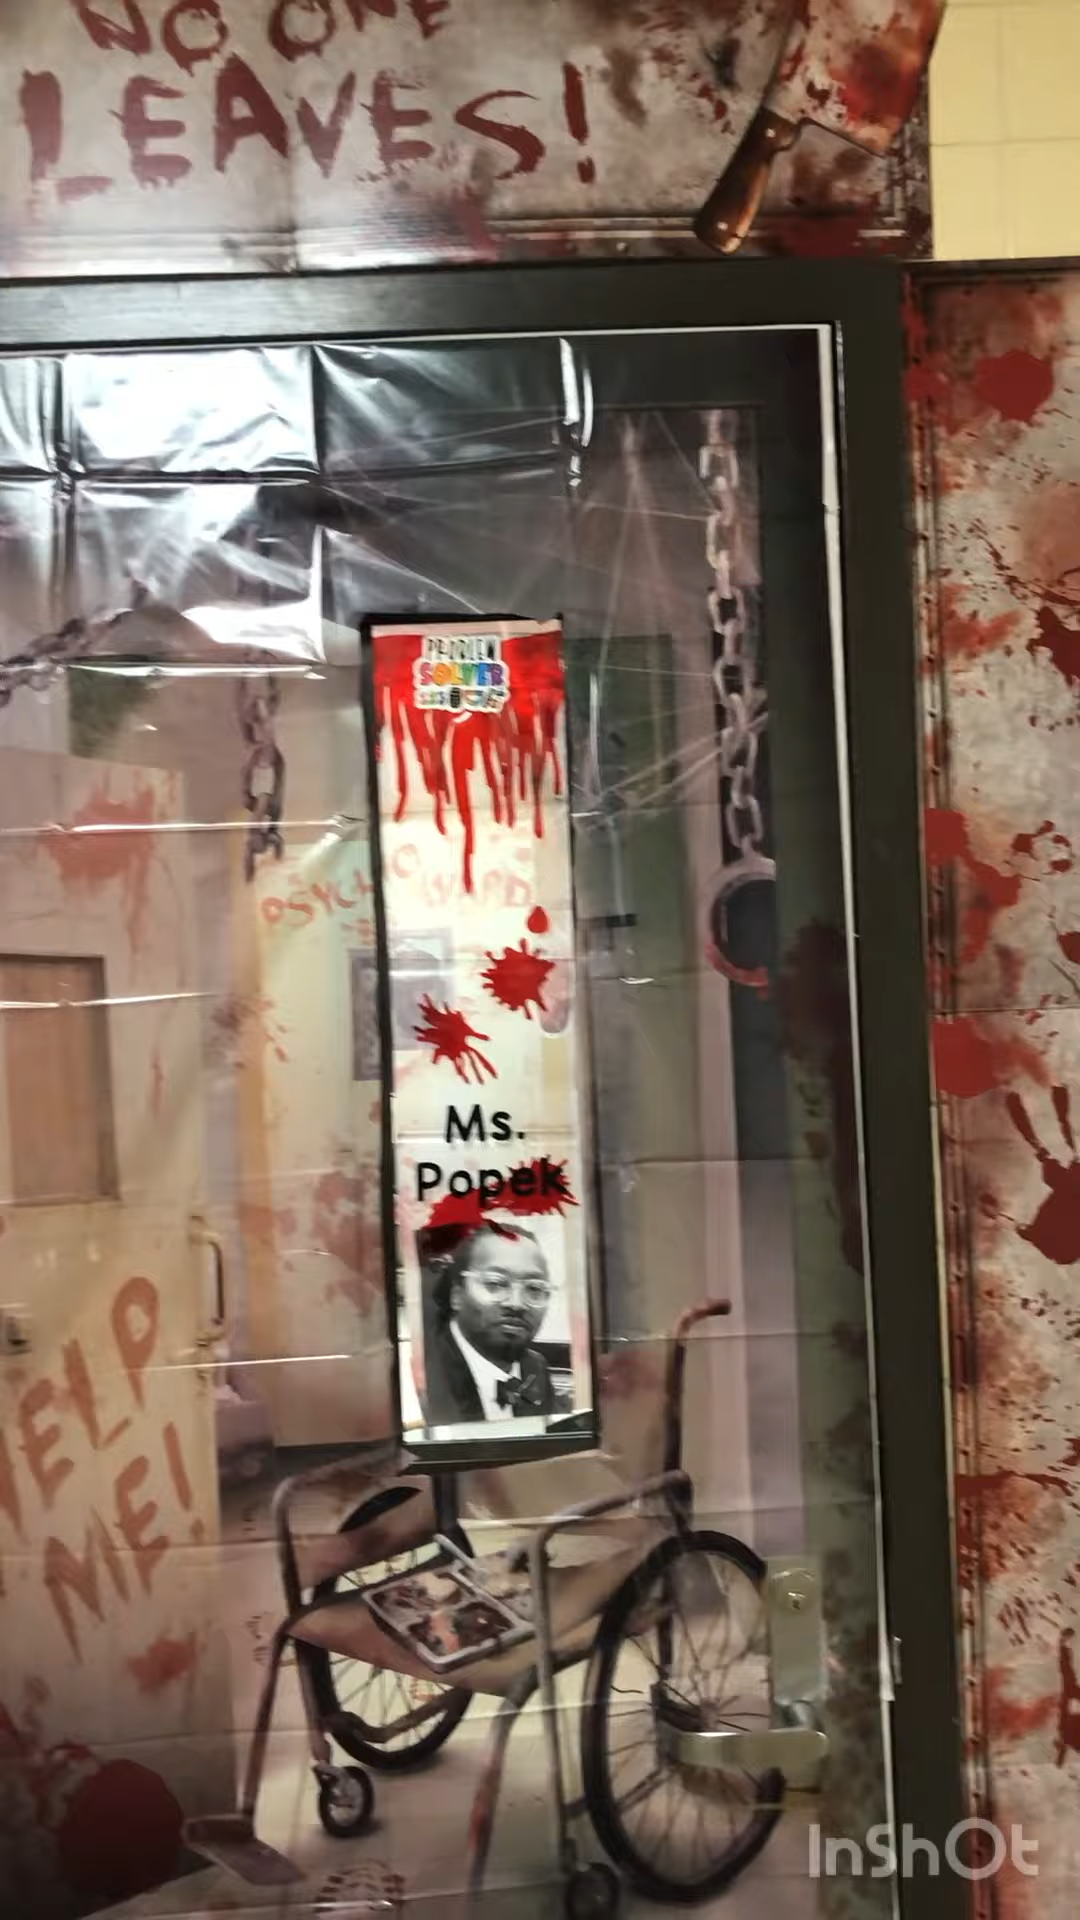 NO ONE
LEAVES!
PROBLEM
SOLVER
PSYCHO WARD
Ms.
Popek
HELP
ME!
InShOt